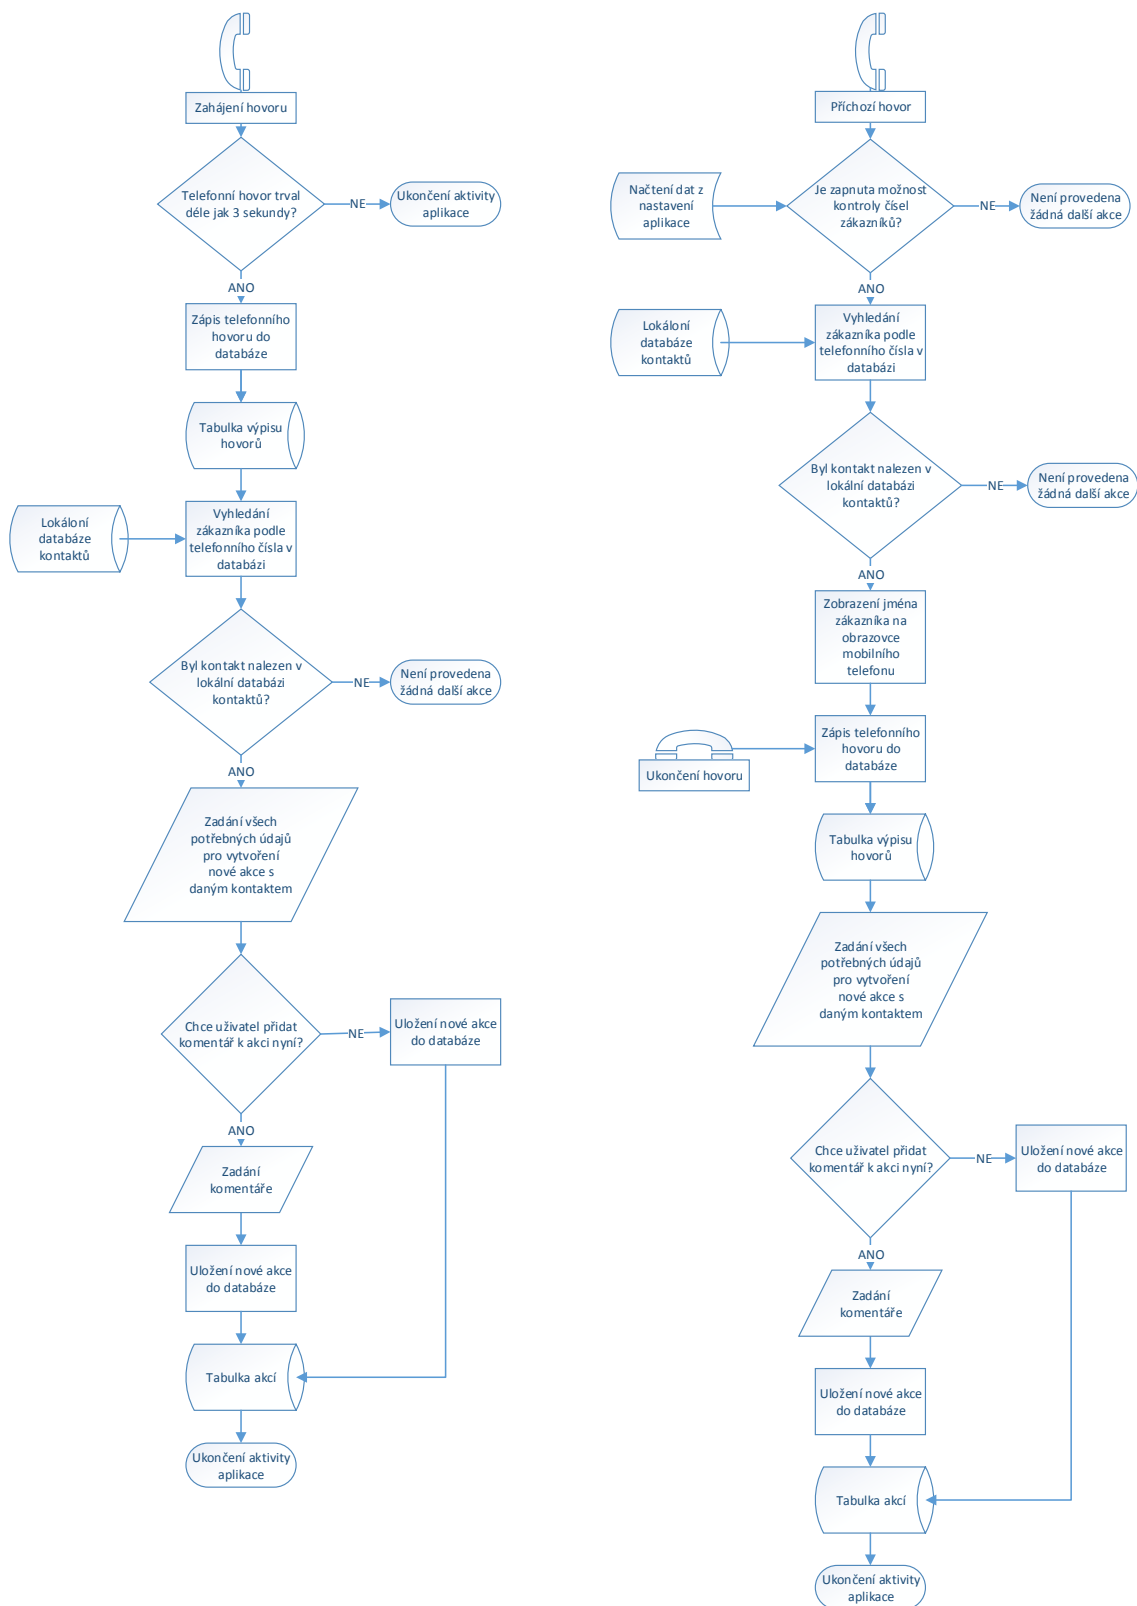 Zahájení hovoru
Telefonní hovor trval
déle jak 3 sekundy?
NE
Ukončení aktivity
aplikace
ANO
Zápis telefonního
hovoru do
databáze
Tabulka výpisu
hovorů
Lokáloní
databáze
kontaktů
Vyhledání
zákazníka podle
telefonního čísla v
databázi
Byl kontakt nalezen v
lokální databázi
kontaktů?
NE
Není provedena
žádná další akce
ANO
Zadání všech
potřebných údajů
pro vytvoření
nové akce s
daným kontaktem
Chce uživatel přidat
komentář k akci nyní?
NE
Uložení nové akce
do databáze
ANO
Zadání
komentáře
Uložení nové akce
do databáze
Tabulka akcí
Ukončení aktivity
aplikace
Příchozí hovor
Načtení dat z
nastavení
aplikace
Je zapnuta možnost
kontroly čísel
zákazníků?
NE
Není provedena
žádná další akce
ANO
Lokáloní
databáze
kontaktů
Vyhledání
zákazníka podle
telefonního čísla v
databázi
Byl kontakt nalezen v
lokální databázi
kontaktů?
NE
Není provedena
žádná další akce
ANO
Zobrazení jména
zákazníka na
obrazovce
mobilního
telefonu
Ukončení hovoru
Zápis telefonního
hovoru do
databáze
Tabulka výpisu
hovorů
Zadání všech
potřebných údajů
pro vytvoření
nové akce s
daným kontaktem
Chce uživatel přidat
komentář k akci nyní?
NE
Uložení nové akce
do databáze
ANO
Zadání
komentáře
Uložení nové akce
do databáze
Tabulka akcí
Ukončení aktivity
aplikace